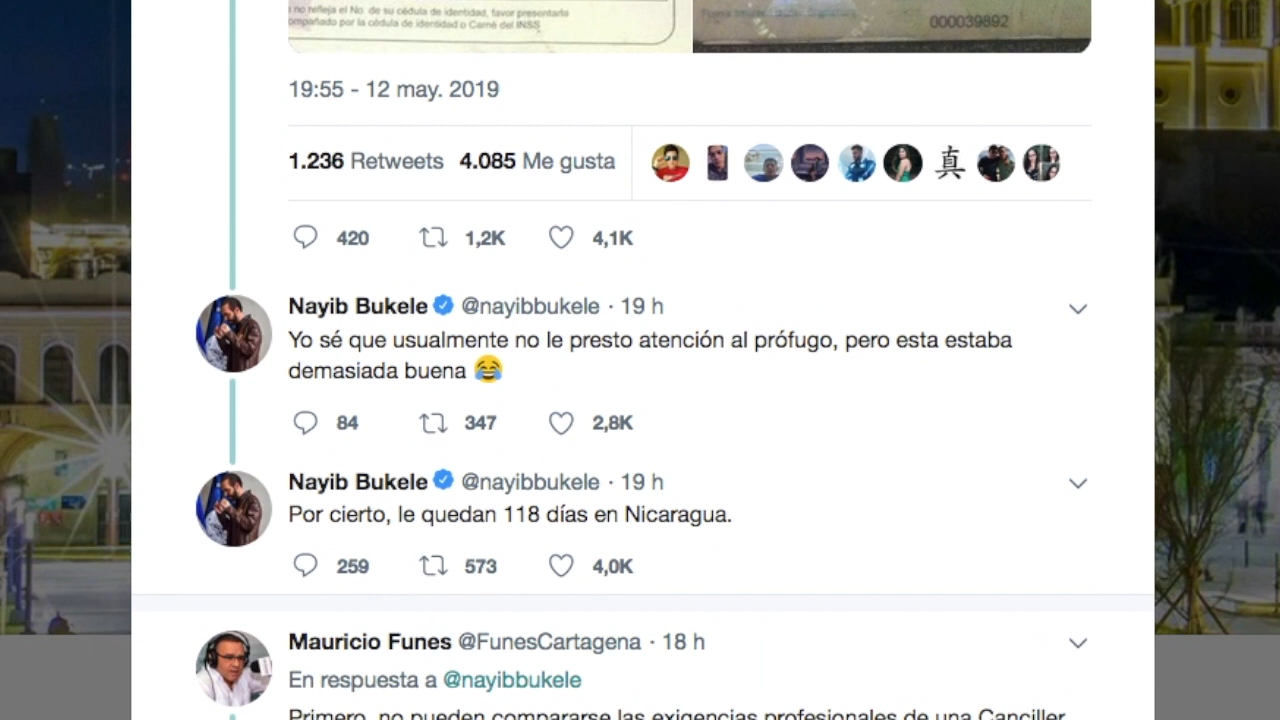 no refleja el No. de su cédula de identidad, favor presentarla
ompañado por la cédula de identidad o Carné del INSS
000039892
19:55 - 12 may. 2019
1.236 Retweets 4.085 Me gusta
真
420 1,2K 4,1K
Nayib Bukele @nayibbukele · 19 h
Yo sé que usualmente no le presto atención al prófugo, pero esta estaba
demasiada buena 😂
84 347 2,8K
Nayib Bukele @nayibbukele · 19 h
Por cierto, le quedan 118 días en Nicaragua.
259 573 4,0K
Mauricio Funes @FunesCartagena · 18 h
En respuesta a @nayibbukele
Primero, no pueden compararse las exigencias profesionales de una Canciller